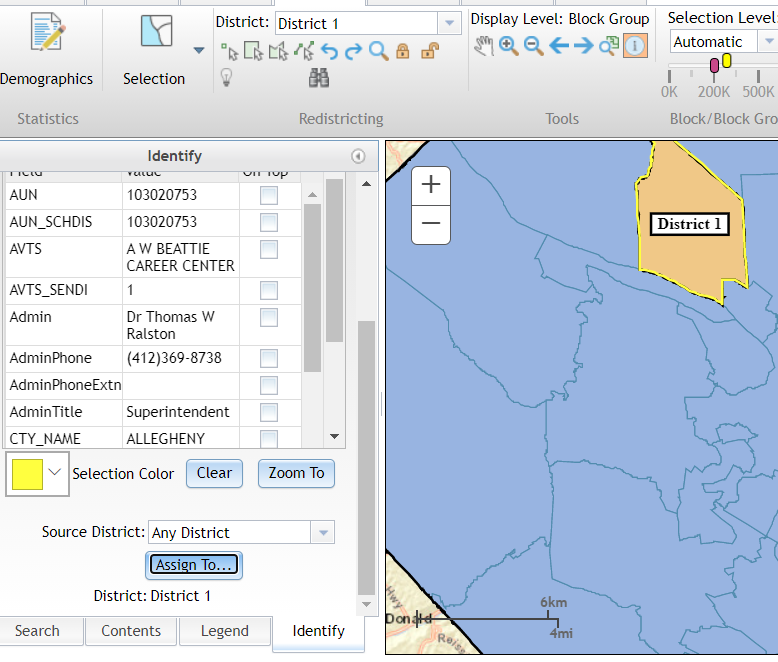 District: District 1
Display Level: Block Group
Selection Level:
Automatic
Demographics
Selection
0K 200K 500K
Statistics
Redistricting
Tools
Block/Block Gro
Identify
Field Value On Top
AUN 103020753
AUN_SCHDIS 103020753
AVTS A W BEATTIE
CAREER CENTER
AVTS_SENDI 1
Admin Dr Thomas W
Ralston
AdminPhone (412)369-8738
AdminPhoneExtn
AdminTitle Superintendent
CTY_NAME ALLEGHENY
Selection Color Clear Zoom To
Source District: Any District
Assign To...
District: District 1
Search Contents Legend Identify
+
−
District 1
Hwy
Donald
Reiss
6km
4mi